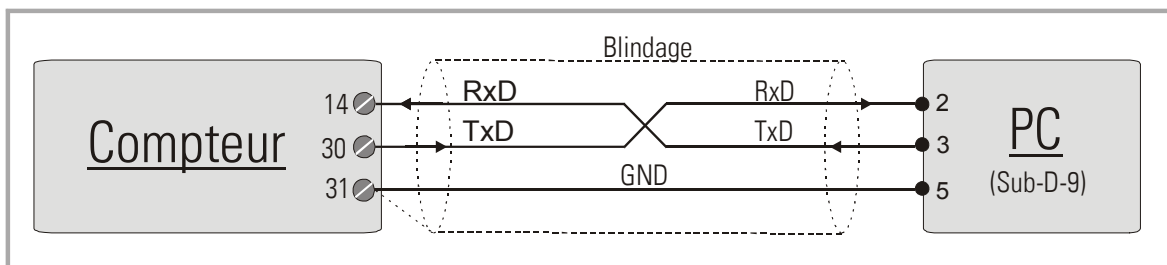 Blindage
14 RxD RxD 2
Compteur 30 TxD TxD 3 PC
31 GND 5 (Sub-D-9)